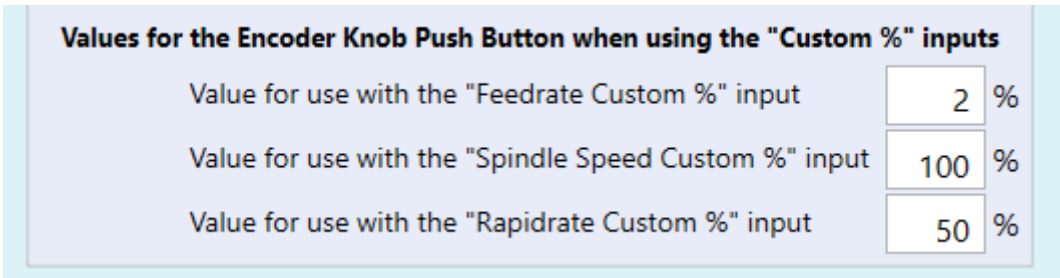 Values for the Encoder Knob Push Button when using the "Custom %" inputs
Value for use with the "Feedrate Custom %" input 2 %
Value for use with the "Spindle Speed Custom %" input 100 %
Value for use with the "Rapidrate Custom %" input 50 %